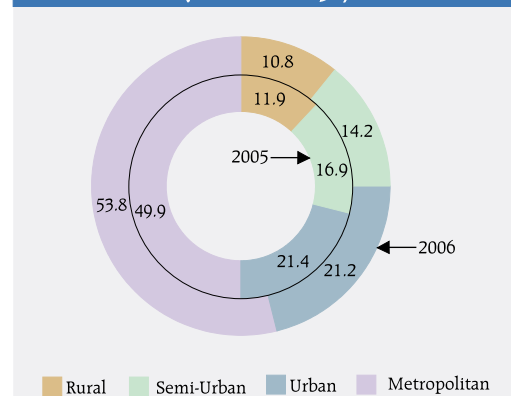 10.8
11.9
14.2
2005
16.9
53.8
49.9
2006
21.4
21.2
Rural
Semi-Urban
Urban
Metropolitan